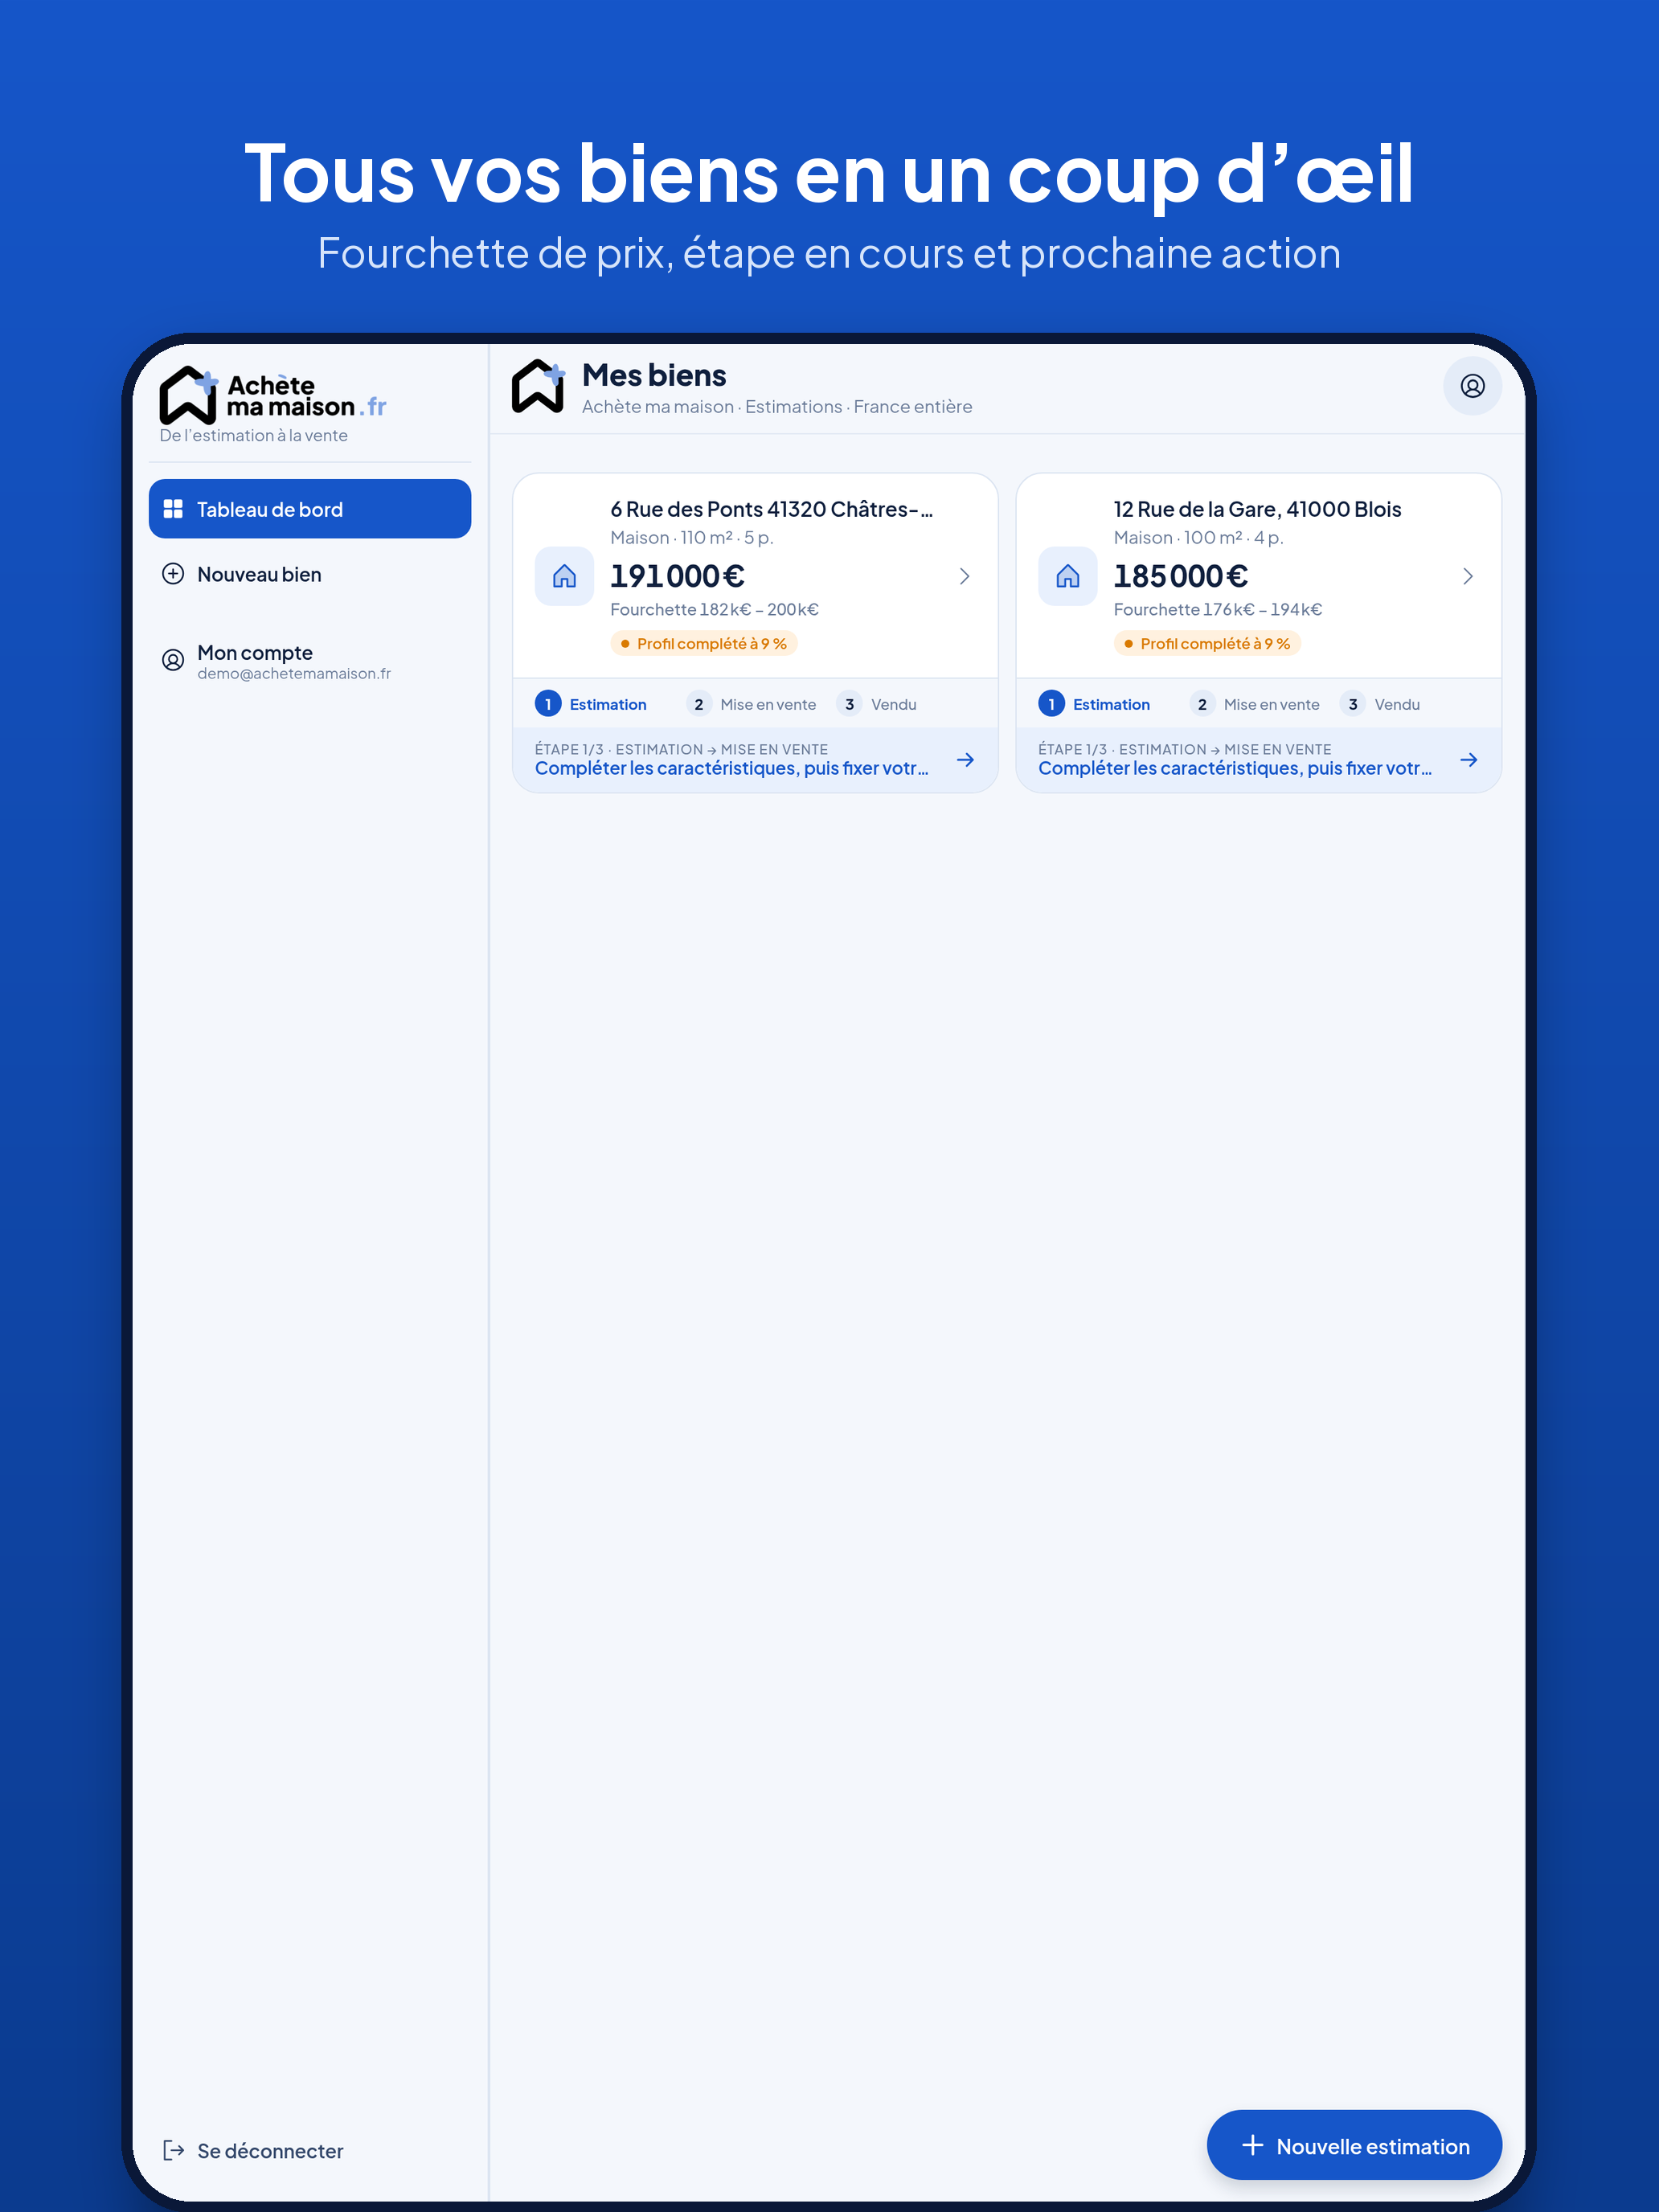 Tous vos biens en un coup d’œil
Fourchette de prix, étape en cours et prochaine action
Achète
ma maison .fr
De l’estimation à la vente
Tableau de bord
Nouveau bien
Mon compte
demo@achetemamaison.fr
Se déconnecter
Mes biens
Achète ma maison · Estimations · France entière
6 Rue des Ponts 41320 Châtres-…
Maison · 110 m² · 5 p.
191 000 €
Fourchette 182 k€ – 200 k€
Profil complété à 9 %
1 Estimation 2 Mise en vente 3 Vendu
ÉTAPE 1/3 · ESTIMATION → MISE EN VENTE
Compléter les caractéristiques, puis fixer votr…
12 Rue de la Gare, 41000 Blois
Maison · 100 m² · 4 p.
185 000 €
Fourchette 176 k€ – 194 k€
Profil complété à 9 %
1 Estimation 2 Mise en vente 3 Vendu
ÉTAPE 1/3 · ESTIMATION → MISE EN VENTE
Compléter les caractéristiques, puis fixer votr…
Nouvelle estimation